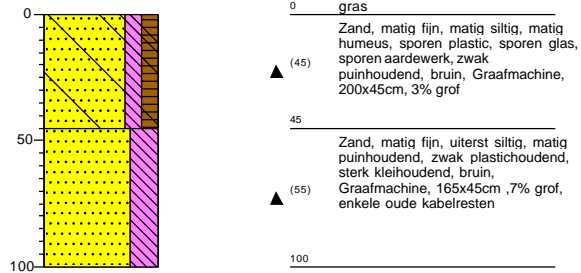 0
50
100
0
gras
Zand, matig fijn, matig siltig, matig
humeus, sporen plastic, sporen glas,
sporen aardewerk, zwak
puinhoudend, bruin, Graafmachine,
200x45cm, 3% grof
(45)
45
Zand, matig fijn, uiterst siltig, matig
puinhoudend, zwak plastichoudend,
sterk kleihoudend, bruin,
Graafmachine, 165x45cm ,7% grof,
enkele oude kabelresten
(55)
100